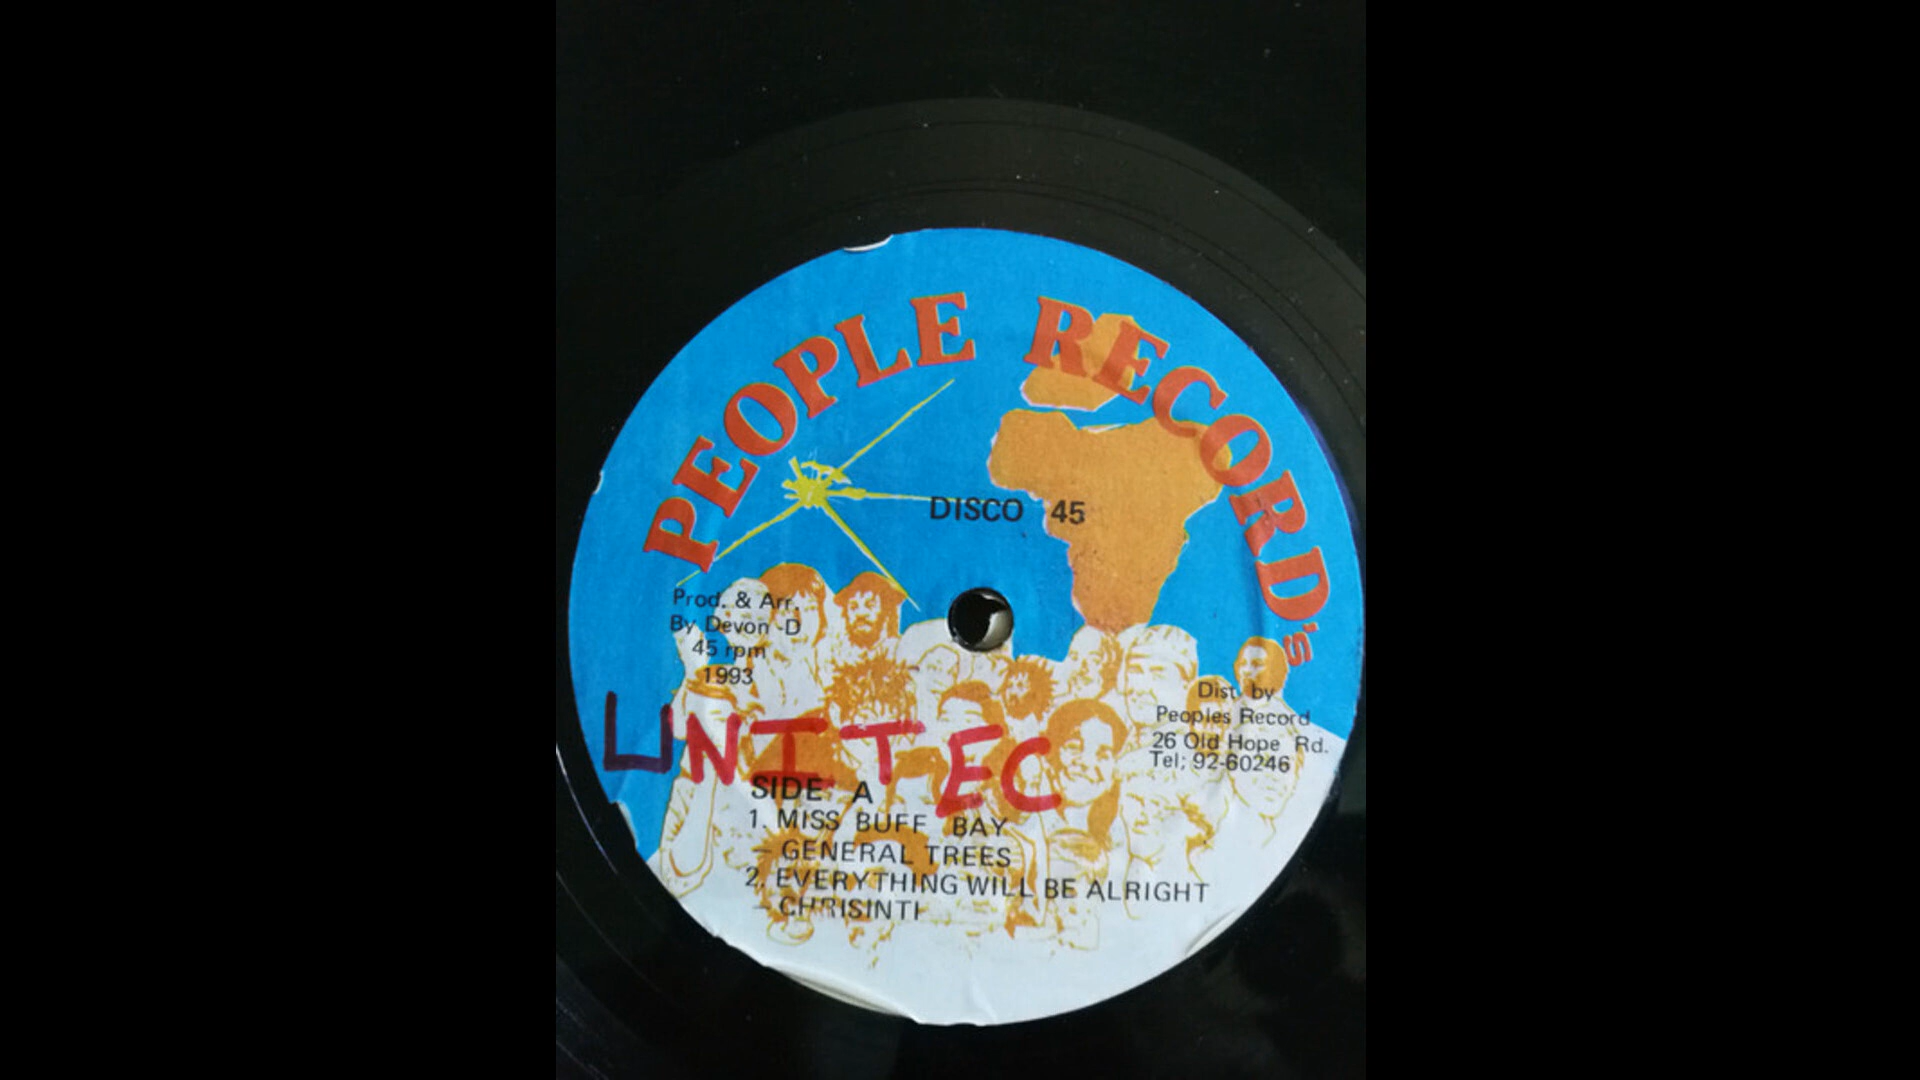 PEOPLE RECORD's
DISCO 45
Prod. & Arr.
By Devon -D
45 rpm
1993
Dist by
Peoples Record
26 Old Hope Rd.
Tel; 92-60246
UNITEC
SIDE A
1. MISS BUFF BAY
– GENERAL TREES
2. EVERYTHING WILL BE ALRIGHT
– CHRISINTI